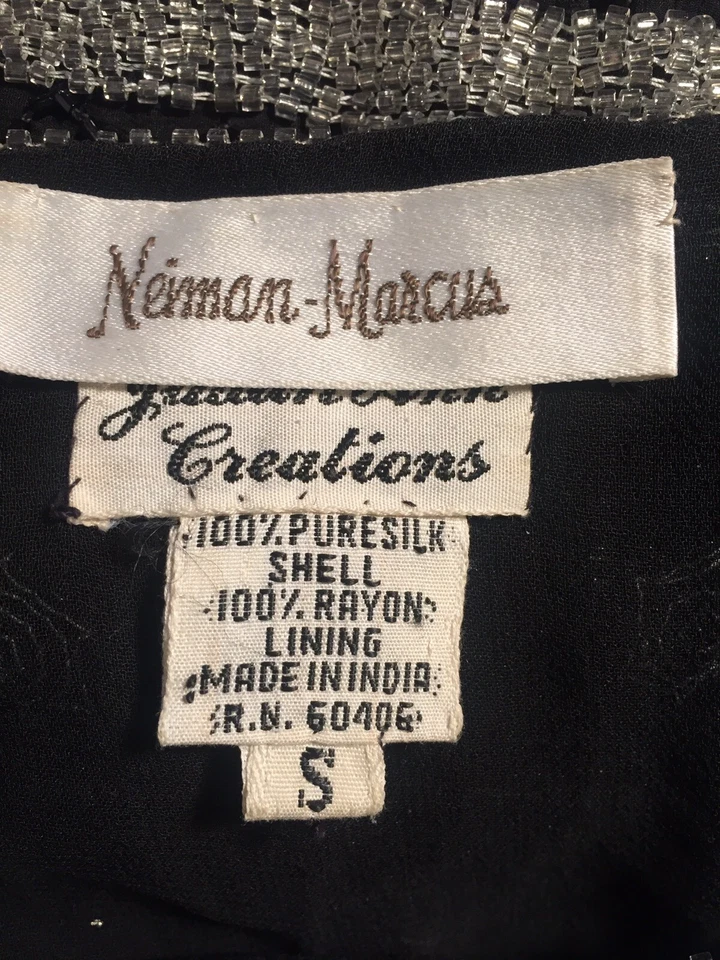 Neiman-Marcus
Creations
100% PURE SILK
SHELL
100% RAYON
LINING
MADE IN INDIA
R.N. 60406
S